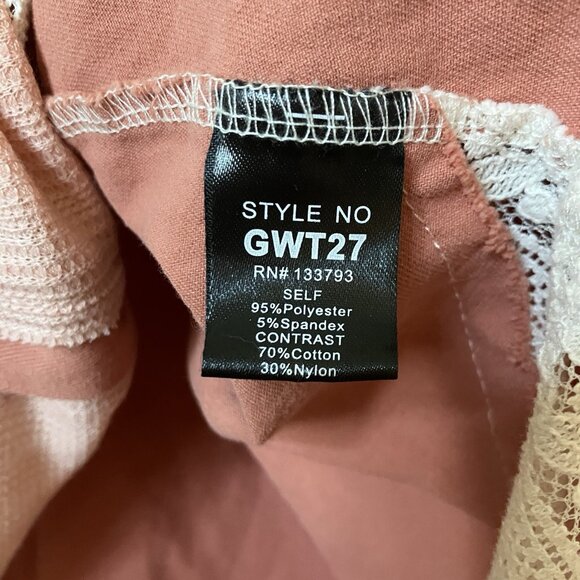 STYLE NO
GWT27
RN# 133793
SELF
95%Polyester
5%Spandex
CONTRAST
70%Cotton
30%Nylon